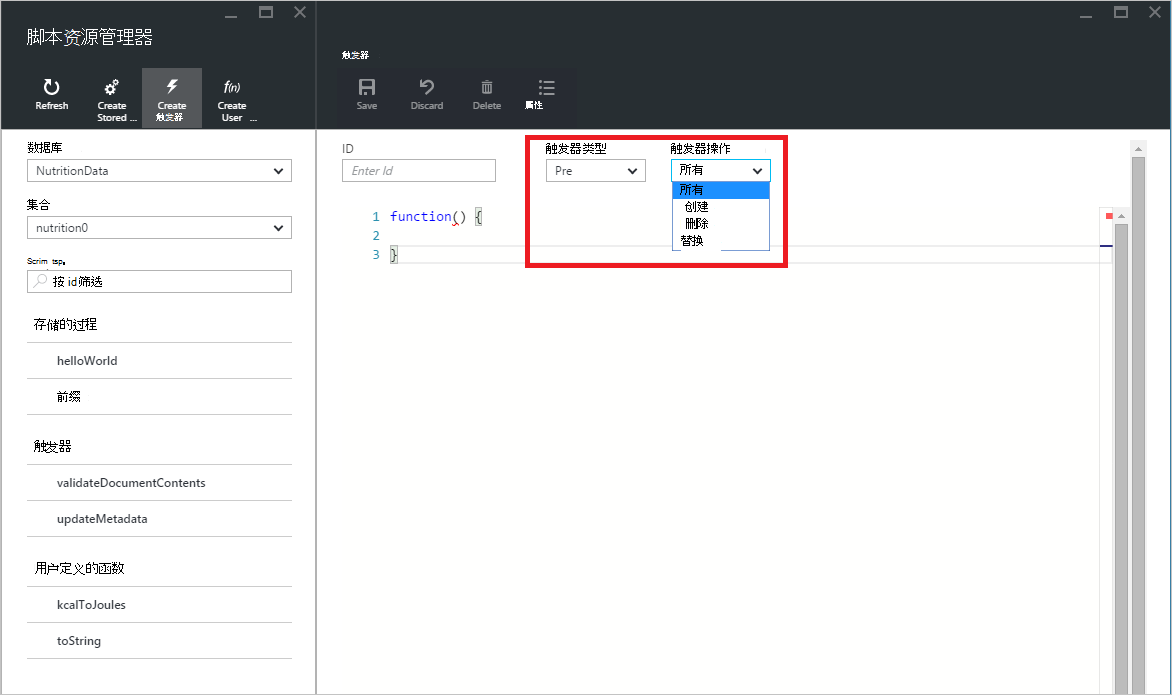 脚本资源管理器
Refresh
Create
Stored ...
Create
触发器
f(n)
Create
User ...
数据库
NutritionData
集合
nutrition0
Scrim tsp。
按 id筛选
存储的过程
helloWorld
前缀
触发器
validateDocumentContents
updateMetadata
用户定义的函数
kcalToJoules
toString
触发器
Save
Discard
Delete
属性
ID
Enter Id
触发器类型
Pre
触发器操作
所有
所有
创建
删除
替换
1 function() {
2
3 }